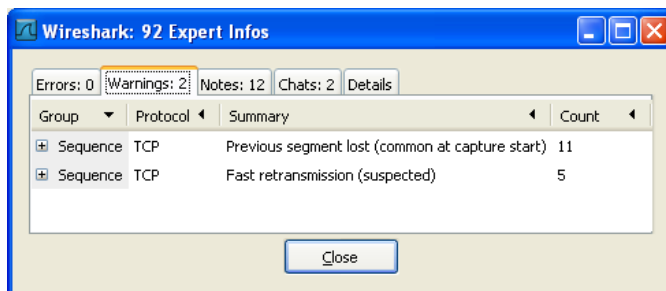 Wireshark: 92 Expert Infos
Errors: 0 Warnings: 2 Notes: 12 Chats: 2 Details
Group Protocol Summary Count
Sequence TCP Previous segment lost (common at capture start) 11
Sequence TCP Fast retransmission (suspected) 5
Close